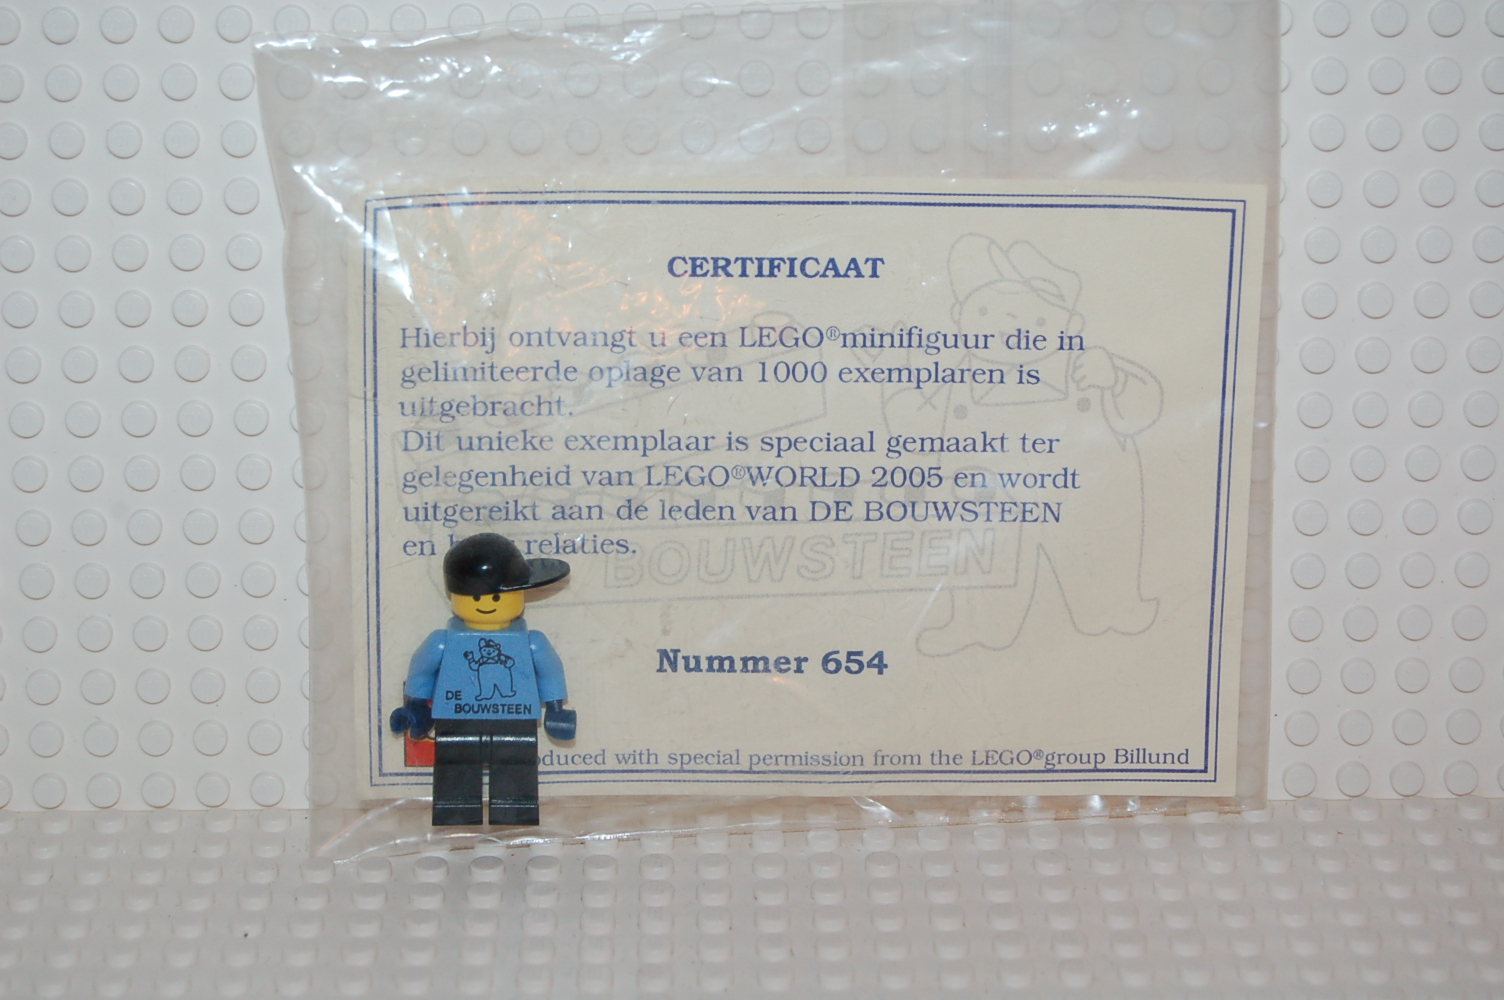 CERTIFICAAT
Hierbij ontvangt u een LEGO®minifiguur die in
gelimiteerde oplage van 1000 exemplaren is
uitgebracht.
Dit unieke exemplaar is speciaal gemaakt ter
gelegenheid van LEGO®WORLD 2005 en wordt
uitgereikt aan de leden van DE BOUWSTEEN
en relaties.
BOUWSTEEN
Nummer 654
DE
BOUWSTEEN
duced with special permission from the LEGO®group Billund